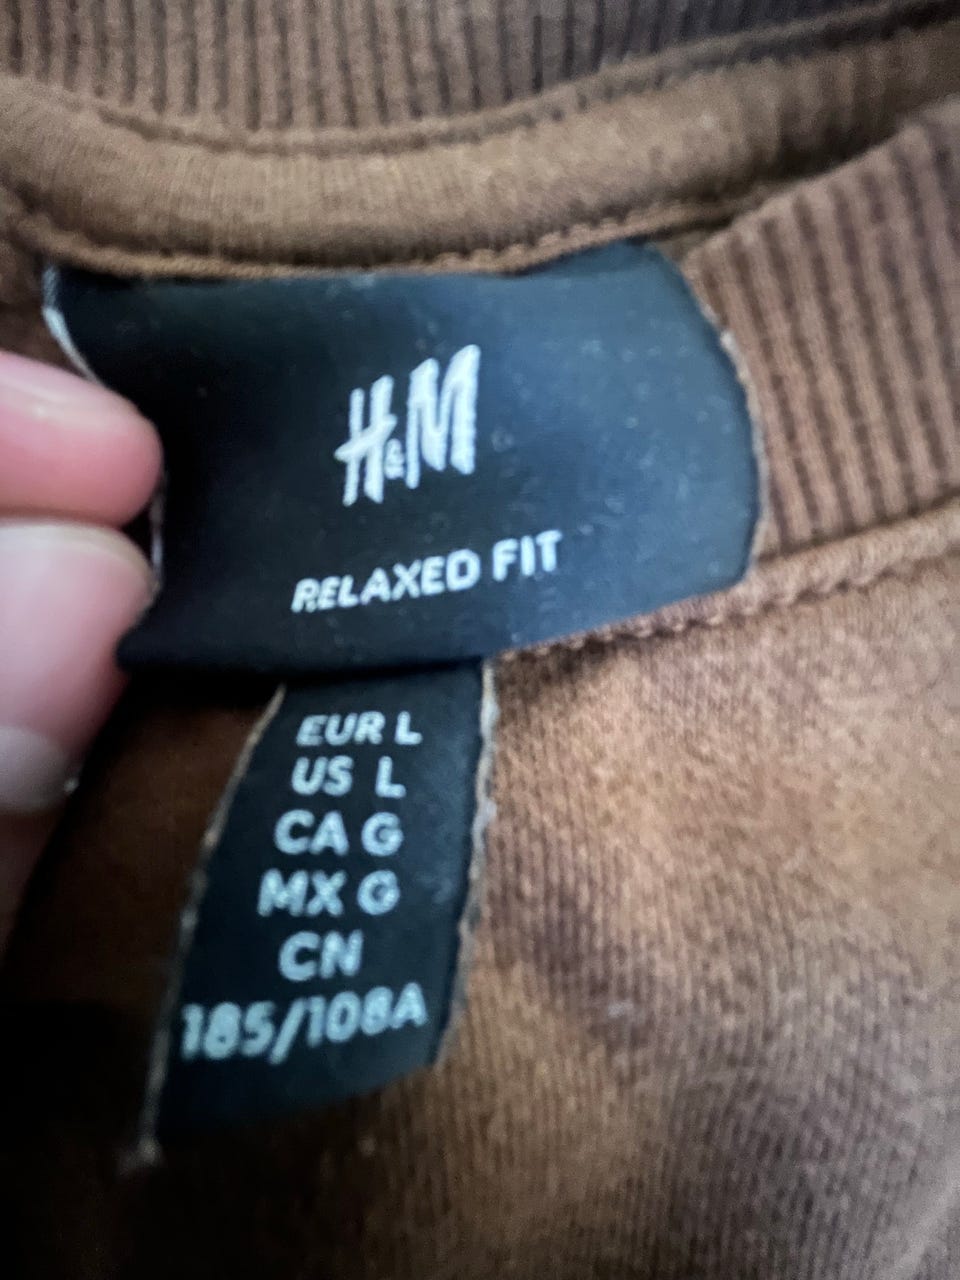 H&M
RELAXED FIT
EUR L
US L
CA G
MX G
CN
185/108A